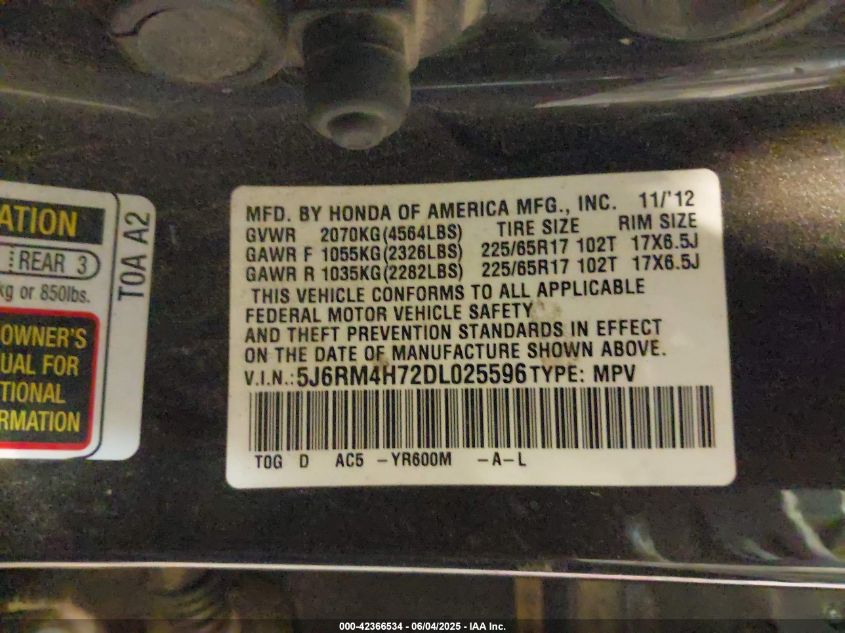 ATION
REAR 3
kg or 850lbs.
OWNER'S
UAL FOR
TIONAL
RMATION
TOA A2
MFD. BY HONDA OF AMERICA MFG., INC. 11/'12
GVWR 2070KG(4564LBS) TIRE SIZE RIM SIZE
GAWR F 1055KG(2326LBS) 225/65R17 102T 17X6.5J
GAWR R 1035KG(2282LBS) 225/65R17 102T 17X6.5J
THIS VEHICLE CONFORMS TO ALL APPLICABLE
FEDERAL MOTOR VEHICLE SAFETY
AND THEFT PREVENTION STANDARDS IN EFFECT
ON THE DATE OF MANUFACTURE SHOWN ABOVE.
V.I.N.:5J6RM4H72DL025596 TYPE: MPV
TOG D AC5 -YR600M -A-L
000-42366534 - 06/04/2025 - IAA Inc.